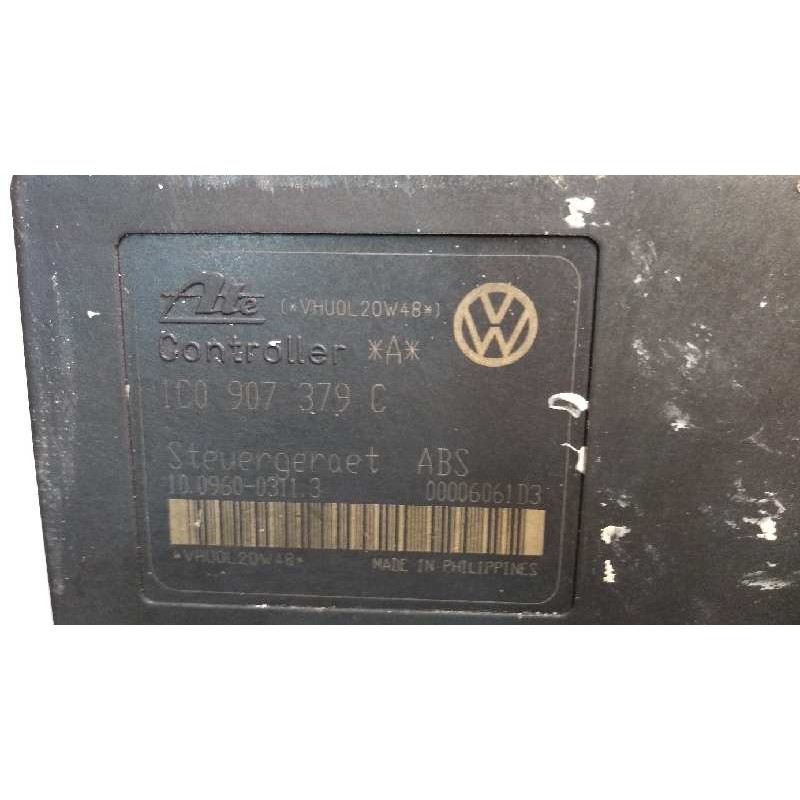 Ate (*VHU0L20W48*)
Controller *A*
1C0 907 379 C
Steuergeraet ABS
10.0960-0311.3 00006061D3
*VHU0L20W48*
MADE IN PHILIPPINES